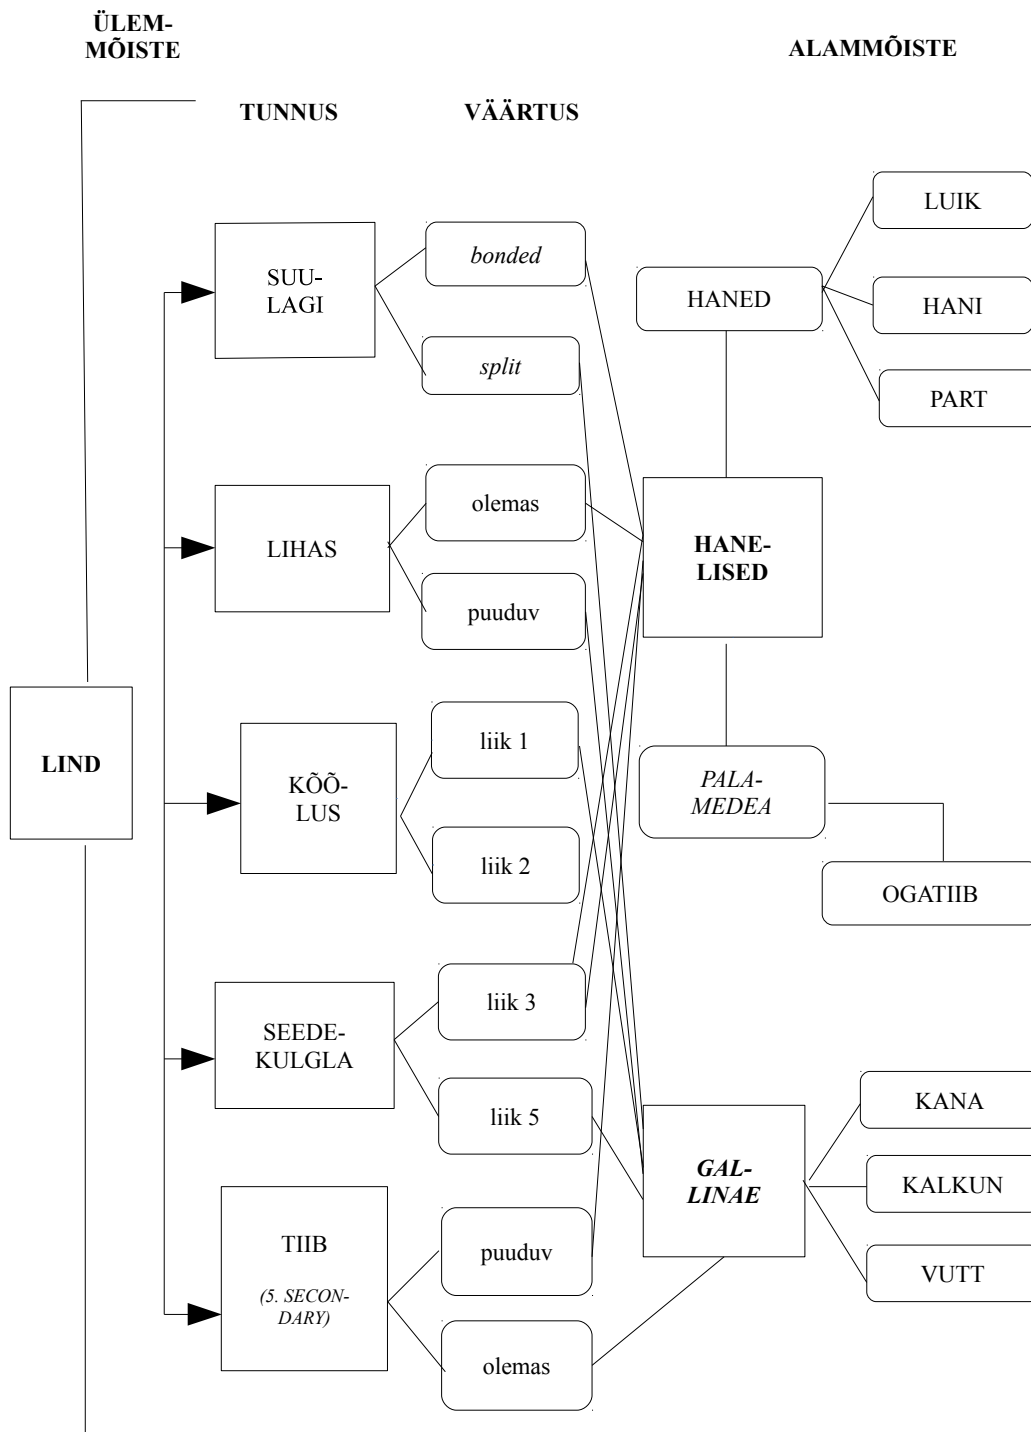 ÜLEM-
MÕISTE
ALAMMÕISTE
TUNNUS
VÄÄRTUS
SUU-
LAGI
bonded
split
HANED
LUIK
HANI
PART
LIHAS
olemas
puuduv
HANE-
LISED
LIND
KÕÕ-
LUS
liik 1
liik 2
PALA-
MEDEA
OGATIIB
SEEDE-
KULGLA
liik 3
liik 5
GAL-
LINAE
KANA
KALKUN
VUTT
TIIB
(5. SECON-
DARY)
puuduv
olemas